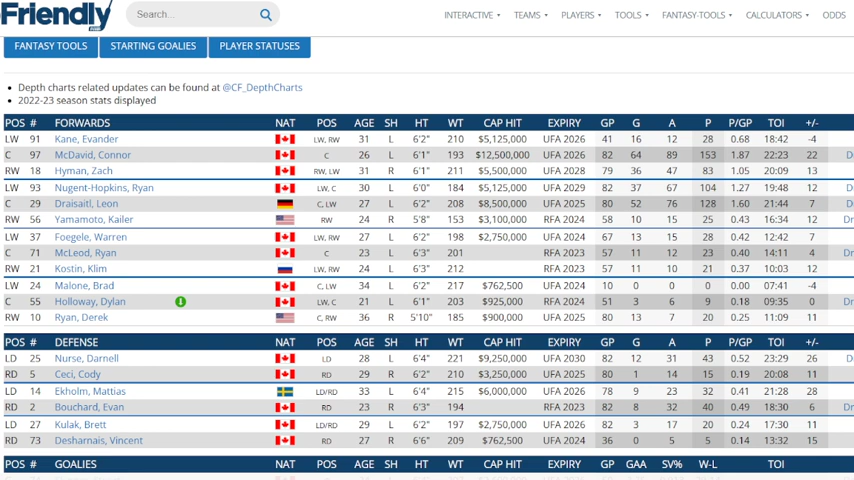 Friendly
Search...
INTERACTIVE TEAMS PLAYERS TOOLS FANTASY-TOOLS CALCULATORS ODDS
FANTASY TOOLS STARTING GOALIES PLAYER STATUSES
Depth charts related updates can be found at @CF_DepthCharts
2022-23 season stats displayed
POS # FORWARDS NAT POS AGE SH HT WT CAP HIT EXPIRY GP G A P P/GP TOI +/-
LW 91 Kane, Evander LW, RW 31 L 6'2" 210 $5,125,000 UFA 2026 41 16 12 28 0.68 18:42 -4
C 97 McDavid, Connor C 26 L 6'1" 193 $12,500,000 UFA 2026 82 64 89 153 1.87 22:23 22
RW 18 Hyman, Zach RW, LW 31 R 6'1" 211 $5,500,000 UFA 2028 79 36 47 83 1.05 20:09 13
LW 93 Nugent-Hopkins, Ryan LW, C 30 L 6'0" 184 $5,125,000 UFA 2029 82 37 67 104 1.27 19:48 12
C 29 Draisaitl, Leon C, LW 27 L 6'2" 208 $8,500,000 UFA 2025 80 52 76 128 1.60 21:44 7
RW 56 Yamamoto, Kailer RW 24 R 5'8" 153 $3,100,000 RFA 2024 58 10 15 25 0.43 16:34 12
LW 37 Foegele, Warren LW, RW 27 L 6'2" 198 $2,750,000 UFA 2024 67 13 15 28 0.42 12:42 7
C 71 McLeod, Ryan C 23 L 6'3" 201 RFA 2023 57 11 12 23 0.40 14:11 4
RW 21 Kostin, Klim LW, RW 24 L 6'3" 212 RFA 2023 57 11 10 21 0.37 10:03 12
LW 24 Malone, Brad C, LW 34 L 6'2" 217 $762,500 UFA 2024 10 0 0 0 0.00 07:41 -4
C 55 Holloway, Dylan LW, C 21 L 6'1" 203 $925,000 RFA 2024 51 3 6 9 0.18 09:35 0
RW 10 Ryan, Derek C, RW 36 R 5'10" 185 $900,000 UFA 2025 80 13 7 20 0.25 11:09 11
POS # DEFENSE NAT POS AGE SH HT WT CAP HIT EXPIRY GP G A P P/GP TOI +/-
LD 25 Nurse, Darnell LD 28 L 6'4" 221 $9,250,000 UFA 2030 82 12 31 43 0.52 23:29 26
RD 5 Ceci, Cody RD 29 R 6'2" 210 $3,250,000 UFA 2025 80 1 14 15 0.19 20:08 11
LD 14 Ekholm, Mattias LD/RD 33 L 6'4" 215 $6,000,000 UFA 2026 78 9 23 32 0.41 21:28 28
RD 2 Bouchard, Evan RD 23 R 6'3" 194 RFA 2023 82 8 32 40 0.49 18:30 6
LD 27 Kulak, Brett LD/RD 29 L 6'2" 197 $2,750,000 UFA 2026 82 3 17 20 0.24 17:30 11
RD 73 Desharnais, Vincent RD 27 R 6'6" 209 $762,500 UFA 2024 36 0 5 5 0.14 13:32 15
POS # GOALIES NAT POS AGE SH HT WT CAP HIT EXPIRY GP GAA SV% W-L TOI